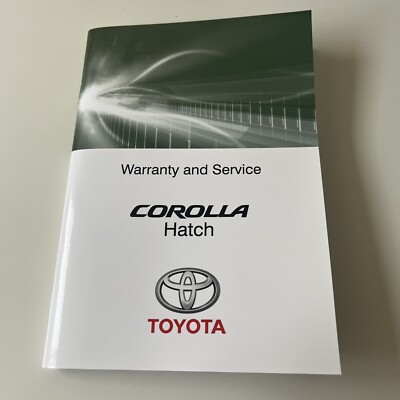 Warranty and Service
COROLLA
Hatch
TOYOTA